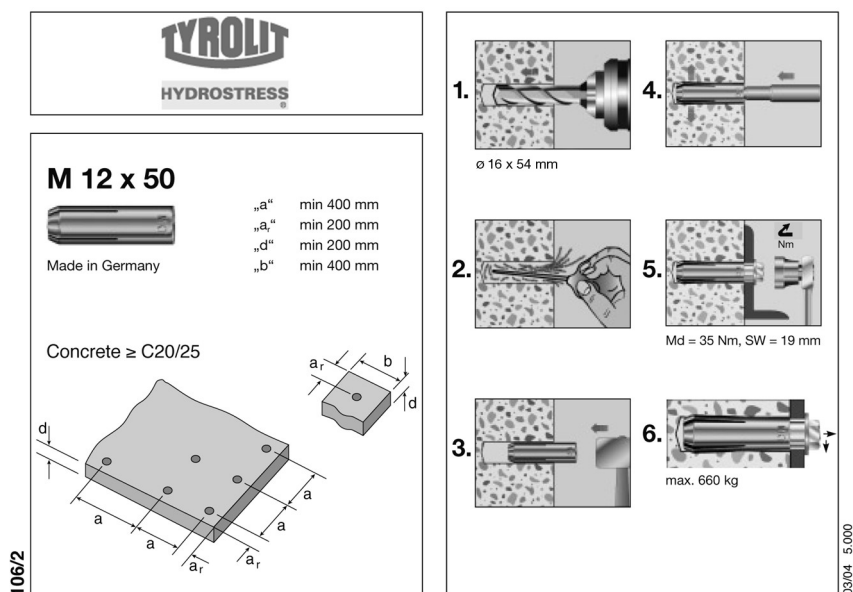 TYROLIT
HYDROSTRESS®
M 12 x 50
„a“ min 400 mm
„aᵣ“ min 200 mm
„d“ min 200 mm
„b“ min 400 mm
Made in Germany
Concrete ≥ C20/25
aᵣ
b
d
d
a
a
a
a
aᵣ
aᵣ
106/2
1.
ø 16 x 54 mm
2.
3.
4.
5.
Nm
Md = 35 Nm, SW = 19 mm
6.
max. 660 kg
03/04 5.000